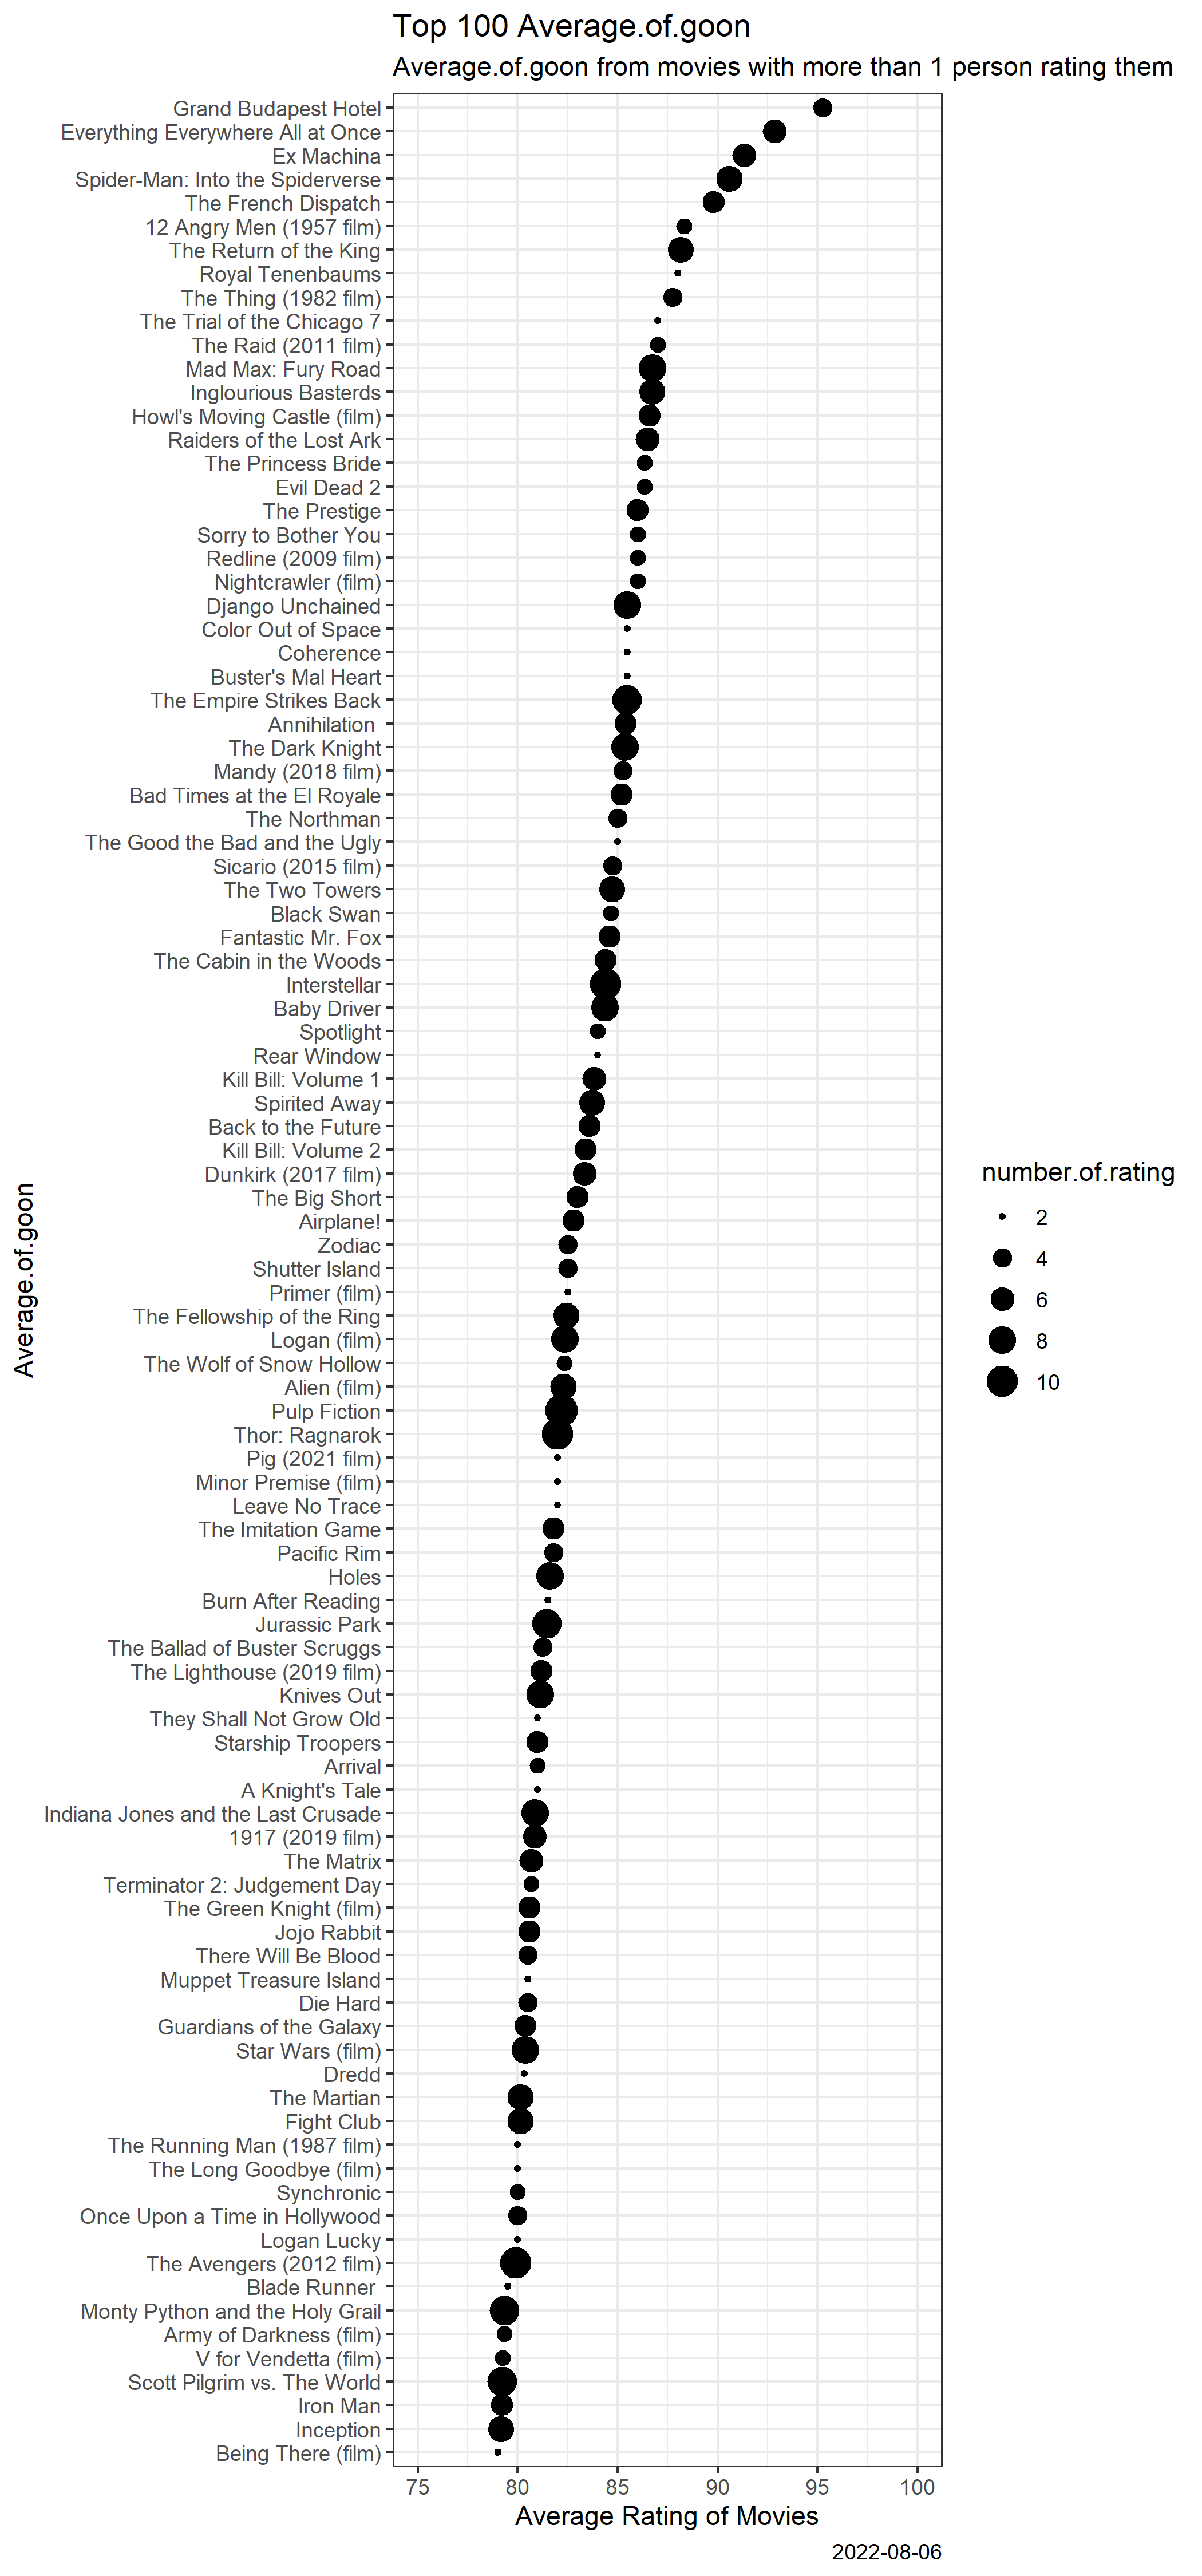 Top 100 Average.of.goon
Average.of.goon from movies with more than 1 person rating them
Grand Budapest Hotel
Everything Everywhere All at Once
Ex Machina
Spider-Man: Into the Spiderverse
The French Dispatch
12 Angry Men (1957 film)
The Return of the King
Royal Tenenbaums
The Thing (1982 film)
The Trial of the Chicago 7
The Raid (2011 film)
Mad Max: Fury Road
Inglourious Basterds
Howl's Moving Castle (film)
Raiders of the Lost Ark
The Princess Bride
Evil Dead 2
The Prestige
Sorry to Bother You
Redline (2009 film)
Nightcrawler (film)
Django Unchained
Color Out of Space
Coherence
Buster's Mal Heart
The Empire Strikes Back
Annihilation
The Dark Knight
Mandy (2018 film)
Bad Times at the El Royale
The Northman
The Good the Bad and the Ugly
Sicario (2015 film)
The Two Towers
Black Swan
Fantastic Mr. Fox
The Cabin in the Woods
Interstellar
Baby Driver
Spotlight
Rear Window
Kill Bill: Volume 1
Spirited Away
Back to the Future
Kill Bill: Volume 2
Dunkirk (2017 film)
The Big Short
Airplane!
Zodiac
Shutter Island
Primer (film)
The Fellowship of the Ring
Logan (film)
The Wolf of Snow Hollow
Alien (film)
Pulp Fiction
Thor: Ragnarok
Pig (2021 film)
Minor Premise (film)
Leave No Trace
The Imitation Game
Pacific Rim
Holes
Burn After Reading
Jurassic Park
The Ballad of Buster Scruggs
The Lighthouse (2019 film)
Knives Out
They Shall Not Grow Old
Starship Troopers
Arrival
A Knight's Tale
Indiana Jones and the Last Crusade
1917 (2019 film)
The Matrix
Terminator 2: Judgement Day
The Green Knight (film)
Jojo Rabbit
There Will Be Blood
Muppet Treasure Island
Die Hard
Guardians of the Galaxy
Star Wars (film)
Dredd
The Martian
Fight Club
The Running Man (1987 film)
The Long Goodbye (film)
Synchronic
Once Upon a Time in Hollywood
Logan Lucky
The Avengers (2012 film)
Blade Runner
Monty Python and the Holy Grail
Army of Darkness (film)
V for Vendetta (film)
Scott Pilgrim vs. The World
Iron Man
Inception
Being There (film)
75 80 85 90 95 100
Average Rating of Movies
Average.of.goon
number.of.rating
2
4
6
8
10
2022-08-06